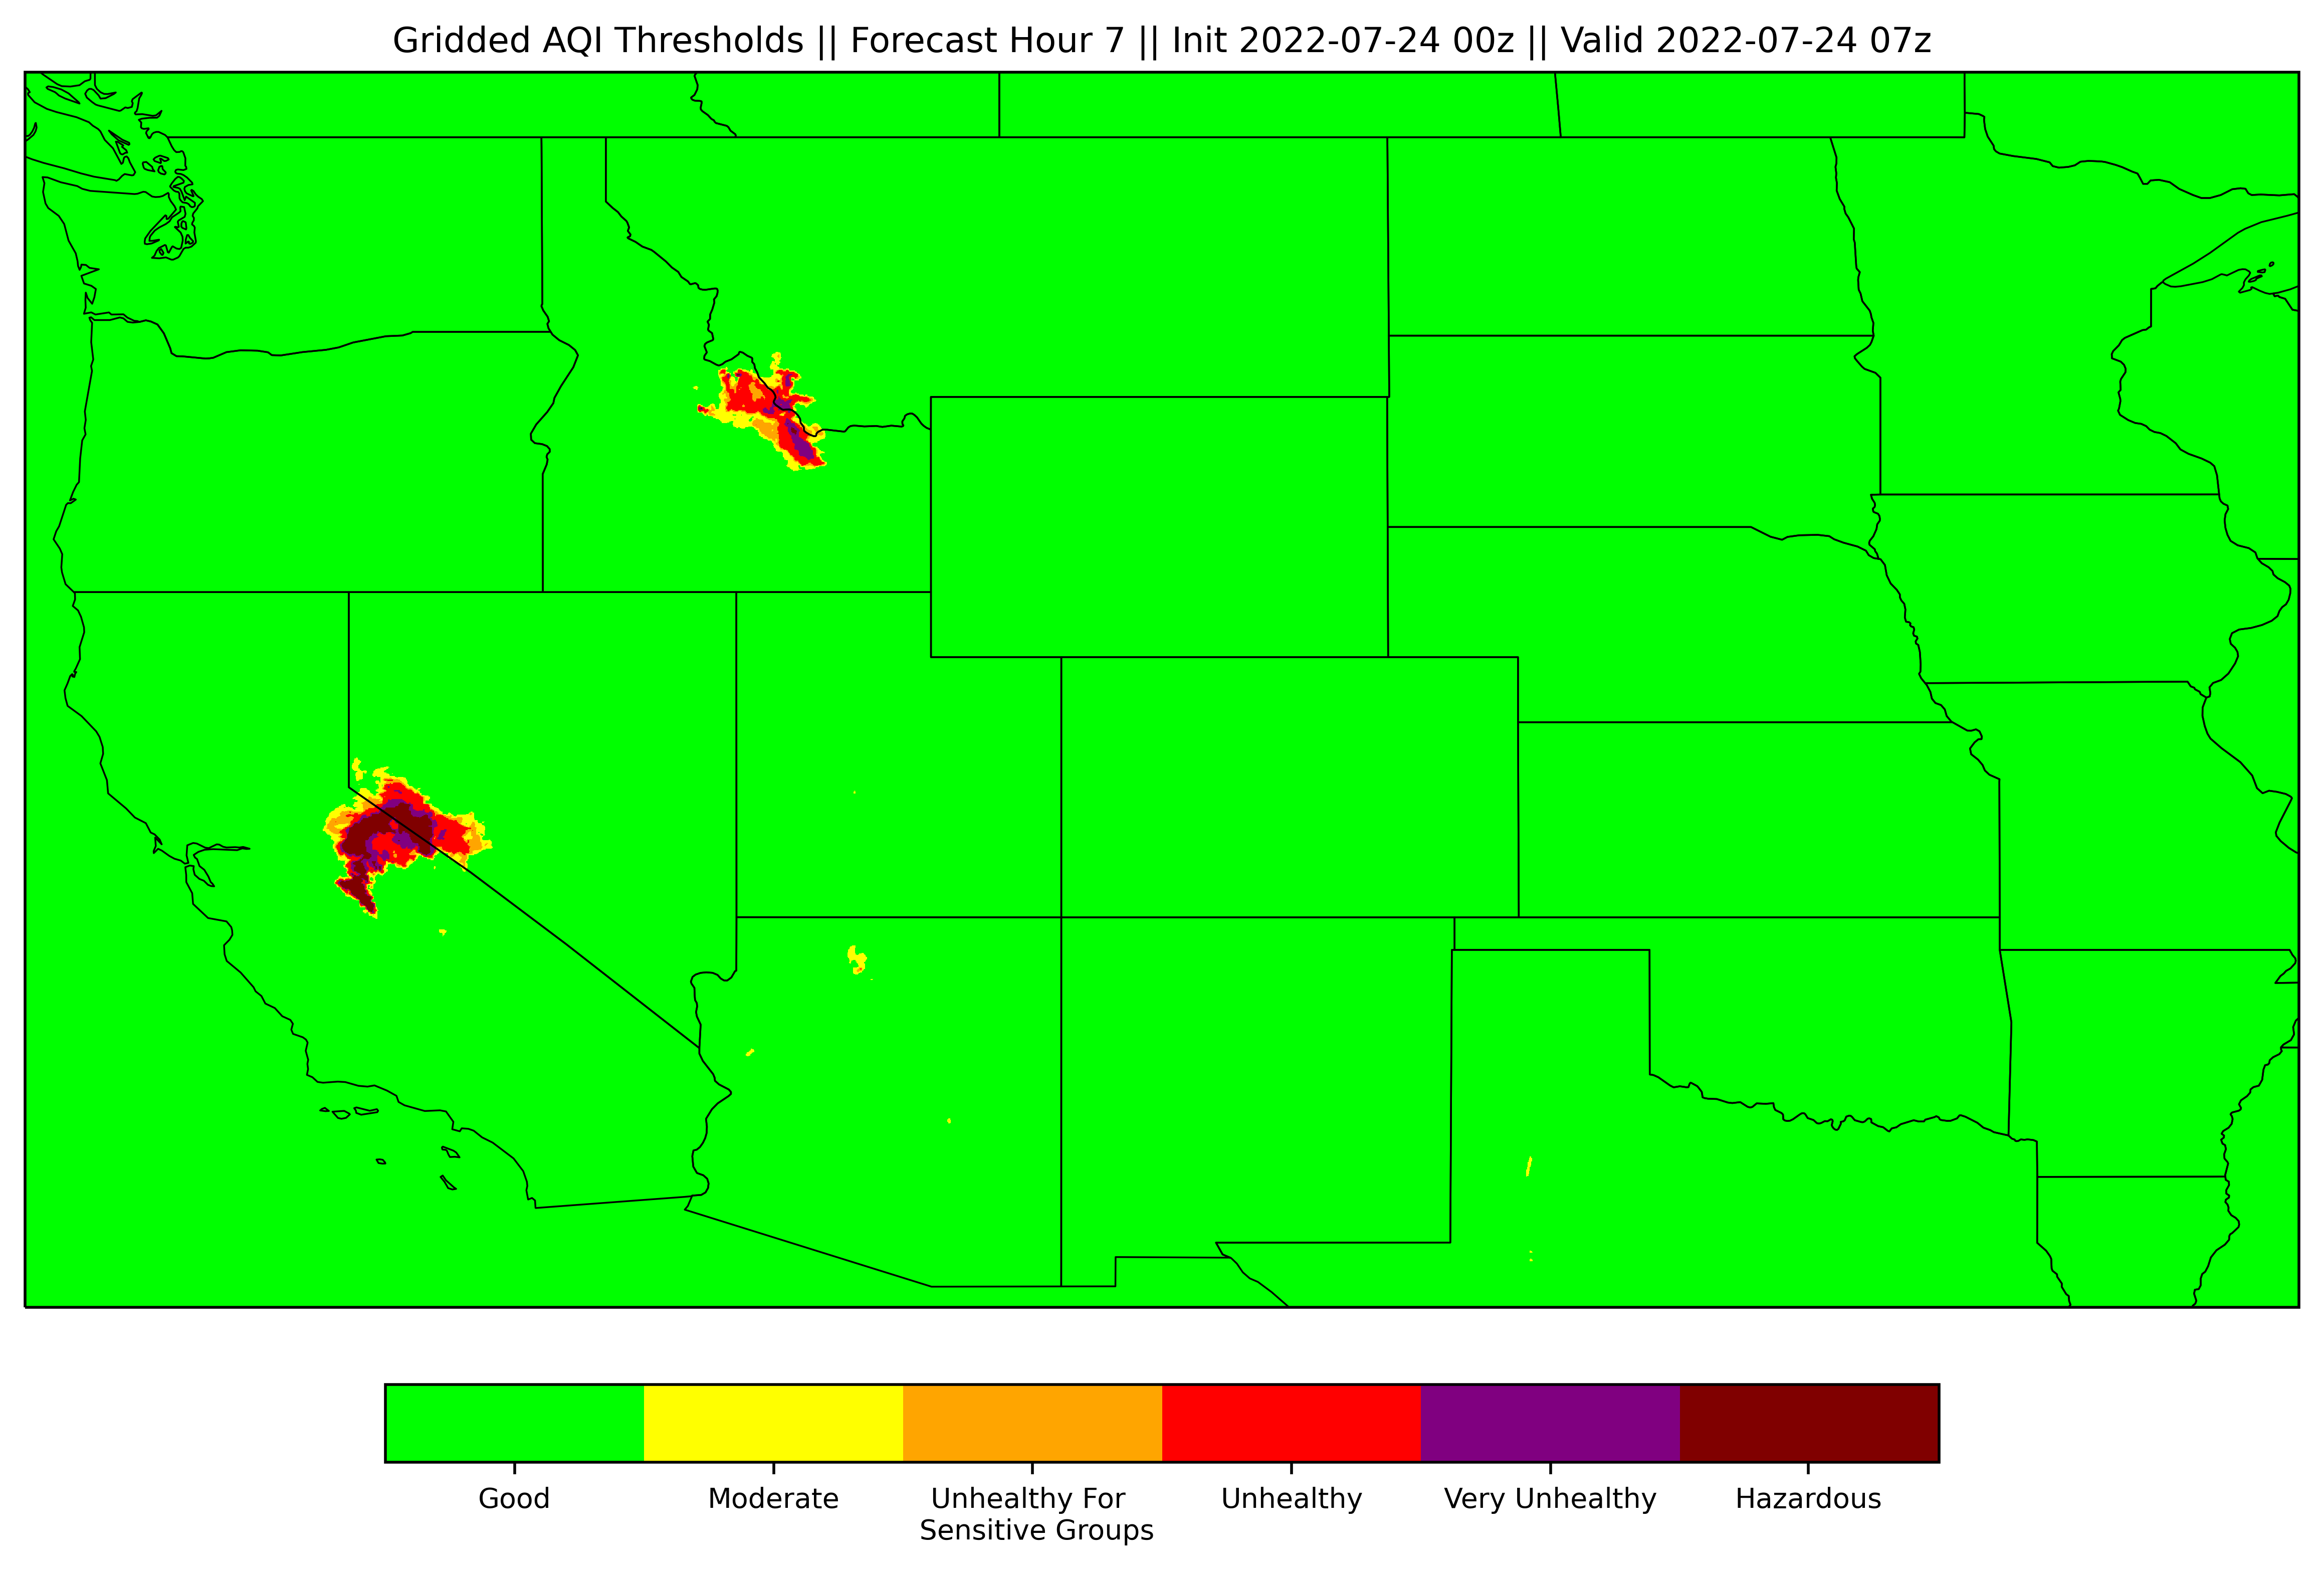 Gridded AQI Thresholds || Forecast Hour 7 || Init 2022-07-24 00z || Valid 2022-07-24 07z
Good
Moderate
Unhealthy For
Sensitive Groups
Unhealthy
Very Unhealthy
Hazardous